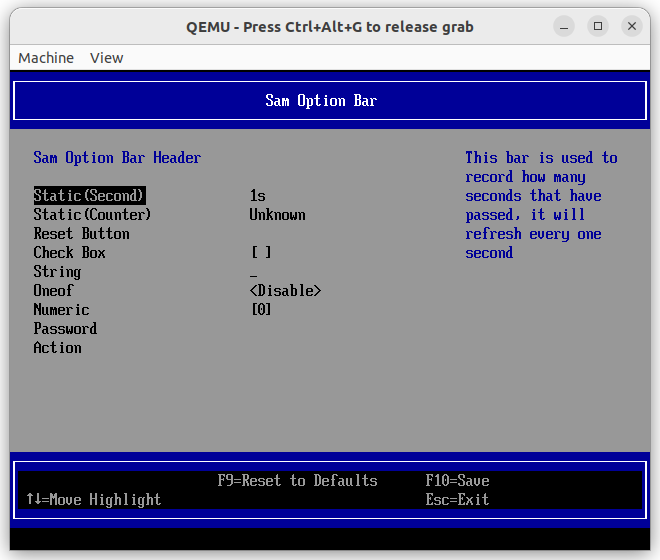 QEMU - Press Ctrl+Alt+G to release grab
Machine View
Sam Option Bar
Sam Option Bar Header
Static(Second) 1s
Static(Counter) Unknown
Reset Button
Check Box [ ]
String _
Oneof <Disable>
Numeric [0]
Password
Action
This bar is used to
record how many
seconds that have
passed, it will
refresh every one
second
F9=Reset to Defaults F10=Save
↑↓=Move Highlight Esc=Exit